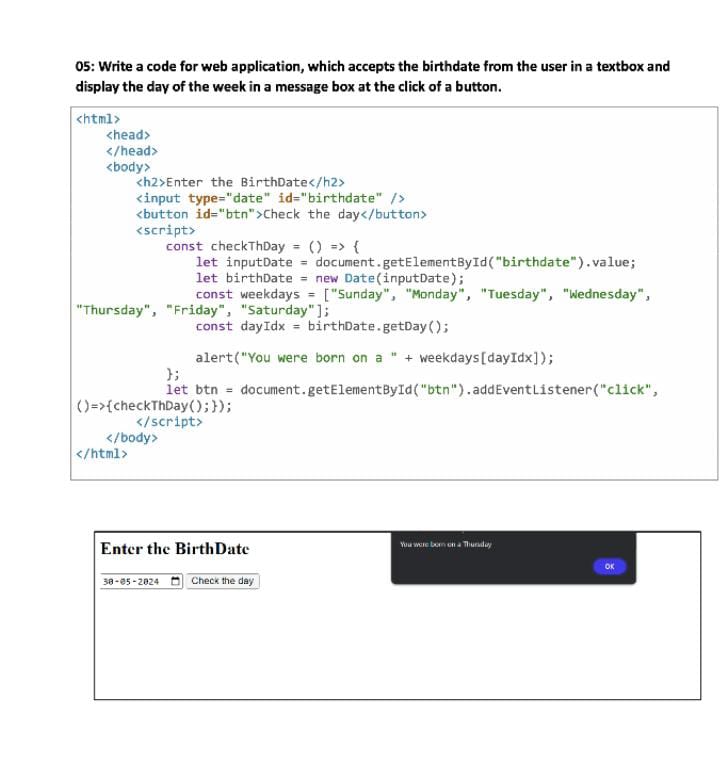 05: Write a code for web application, which accepts the birthdate from the user in a textbox and
display the day of the week in a message box at the click of a button.
<html>
<head>
</head>
<body>
<h2>Enter the BirthDate</h2>
<input type="date" id="birthdate" />
<button id="btn">Check the day</button>
<script>
const checkThDay = () => {
let inputDate = document.getElementById("birthdate").value;
let birthDate = new Date(inputDate);
const weekdays = ["Sunday", "Monday", "Tuesday", "Wednesday",
"Thursday", "Friday", "Saturday"];
const dayIdx = birthDate.getDay();
alert("You were born on a " + weekdays[dayIdx]);
};
let btn = document.getElementById("btn").addEventListener("click",
()=>{checkThDay();});
</script>
</body>
</html>
Enter the BirthDate
30-05-2024 Check the day
You were born on a Thursday
OK